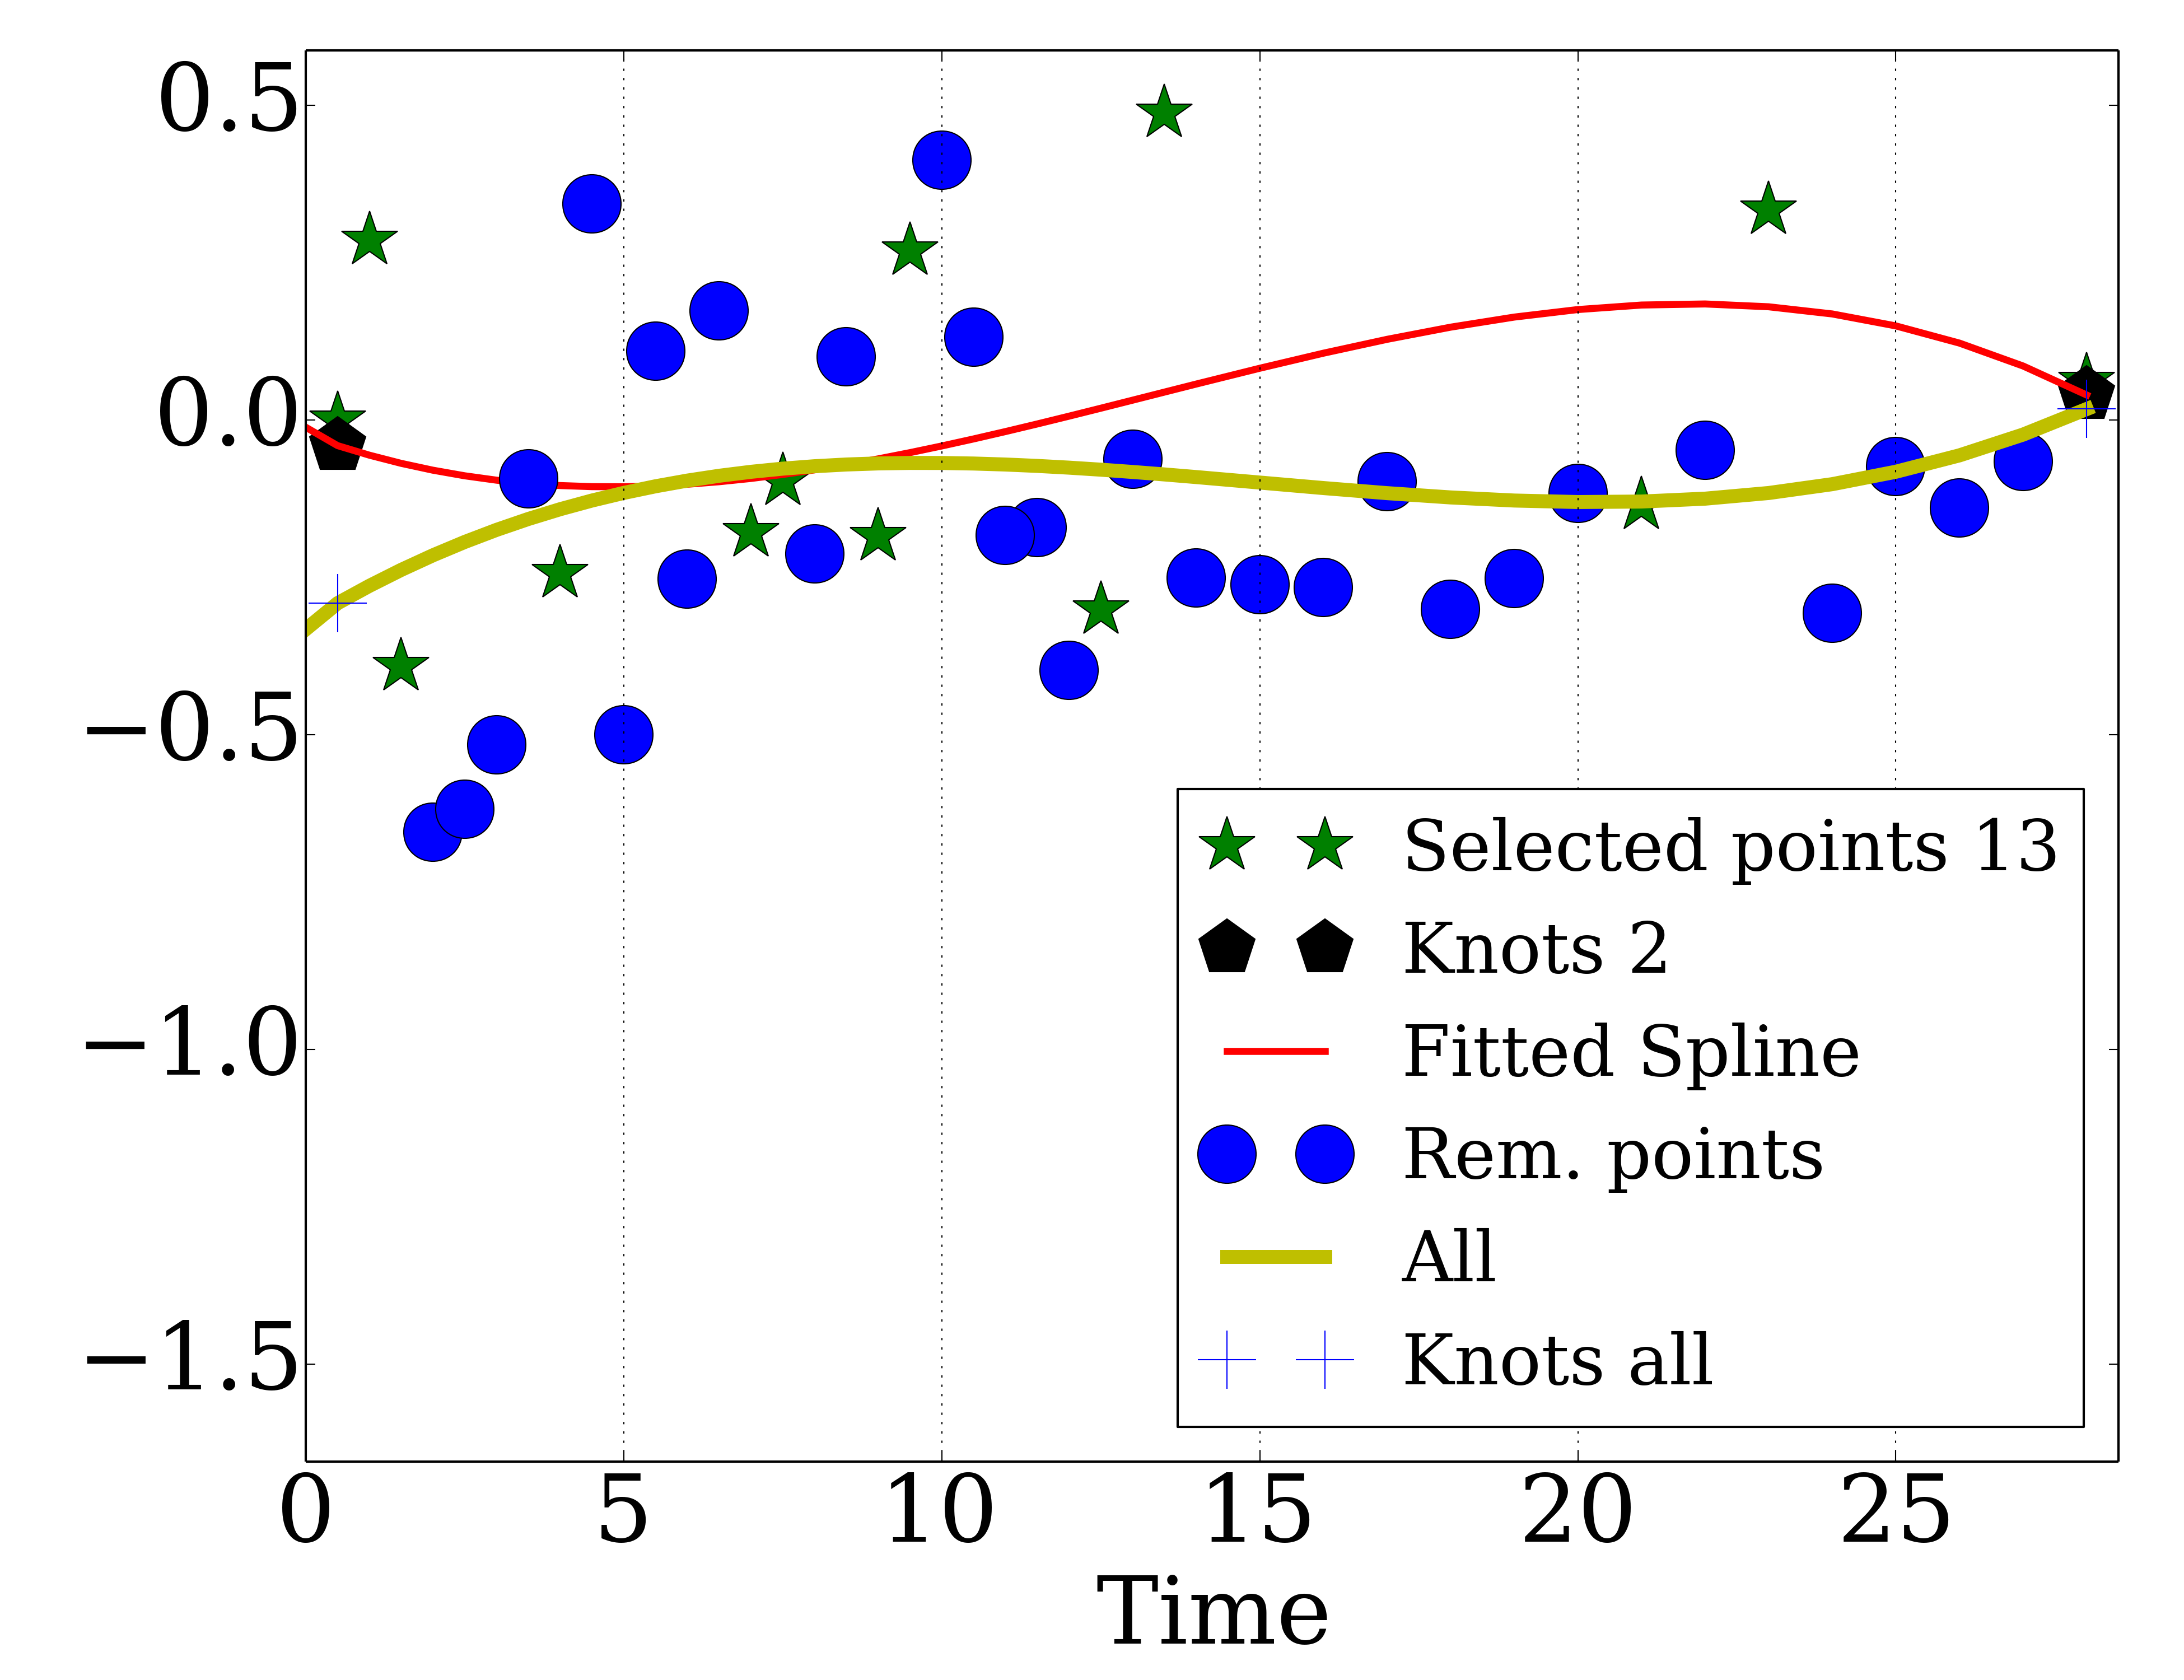 0.5
0.0
−0.5
−1.0
−1.5
Selected points 13
Knots 2
Fitted Spline
Rem. points
All
Knots all
0 5 10 15 20 25
Time